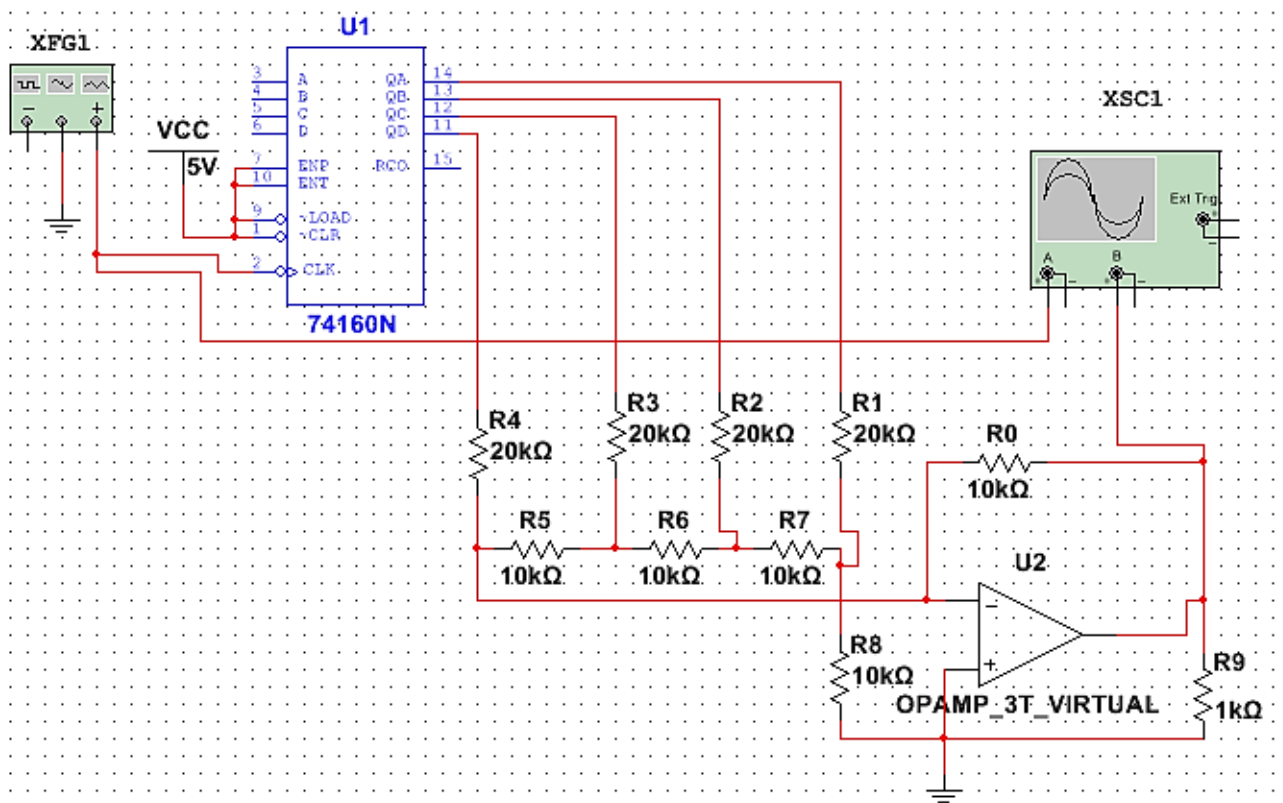 U1
XFG1
VCC
5V
3 A QA 14
4 B QB 13
5 C QC 12
6 D QD 11
7 ENP RCO 15
10 ENT
9 ~LOAD
1 ~CLR
2 CLK
74160N
XSC1
Ext Trig
A B
R4
20kΩ
R3
20kΩ
R2
20kΩ
R1
20kΩ
R0
10kΩ
R5
10kΩ
R6
10kΩ
R7
10kΩ
U2
R8
10kΩ
OPAMP_3T_VIRTUAL
R9
1kΩ